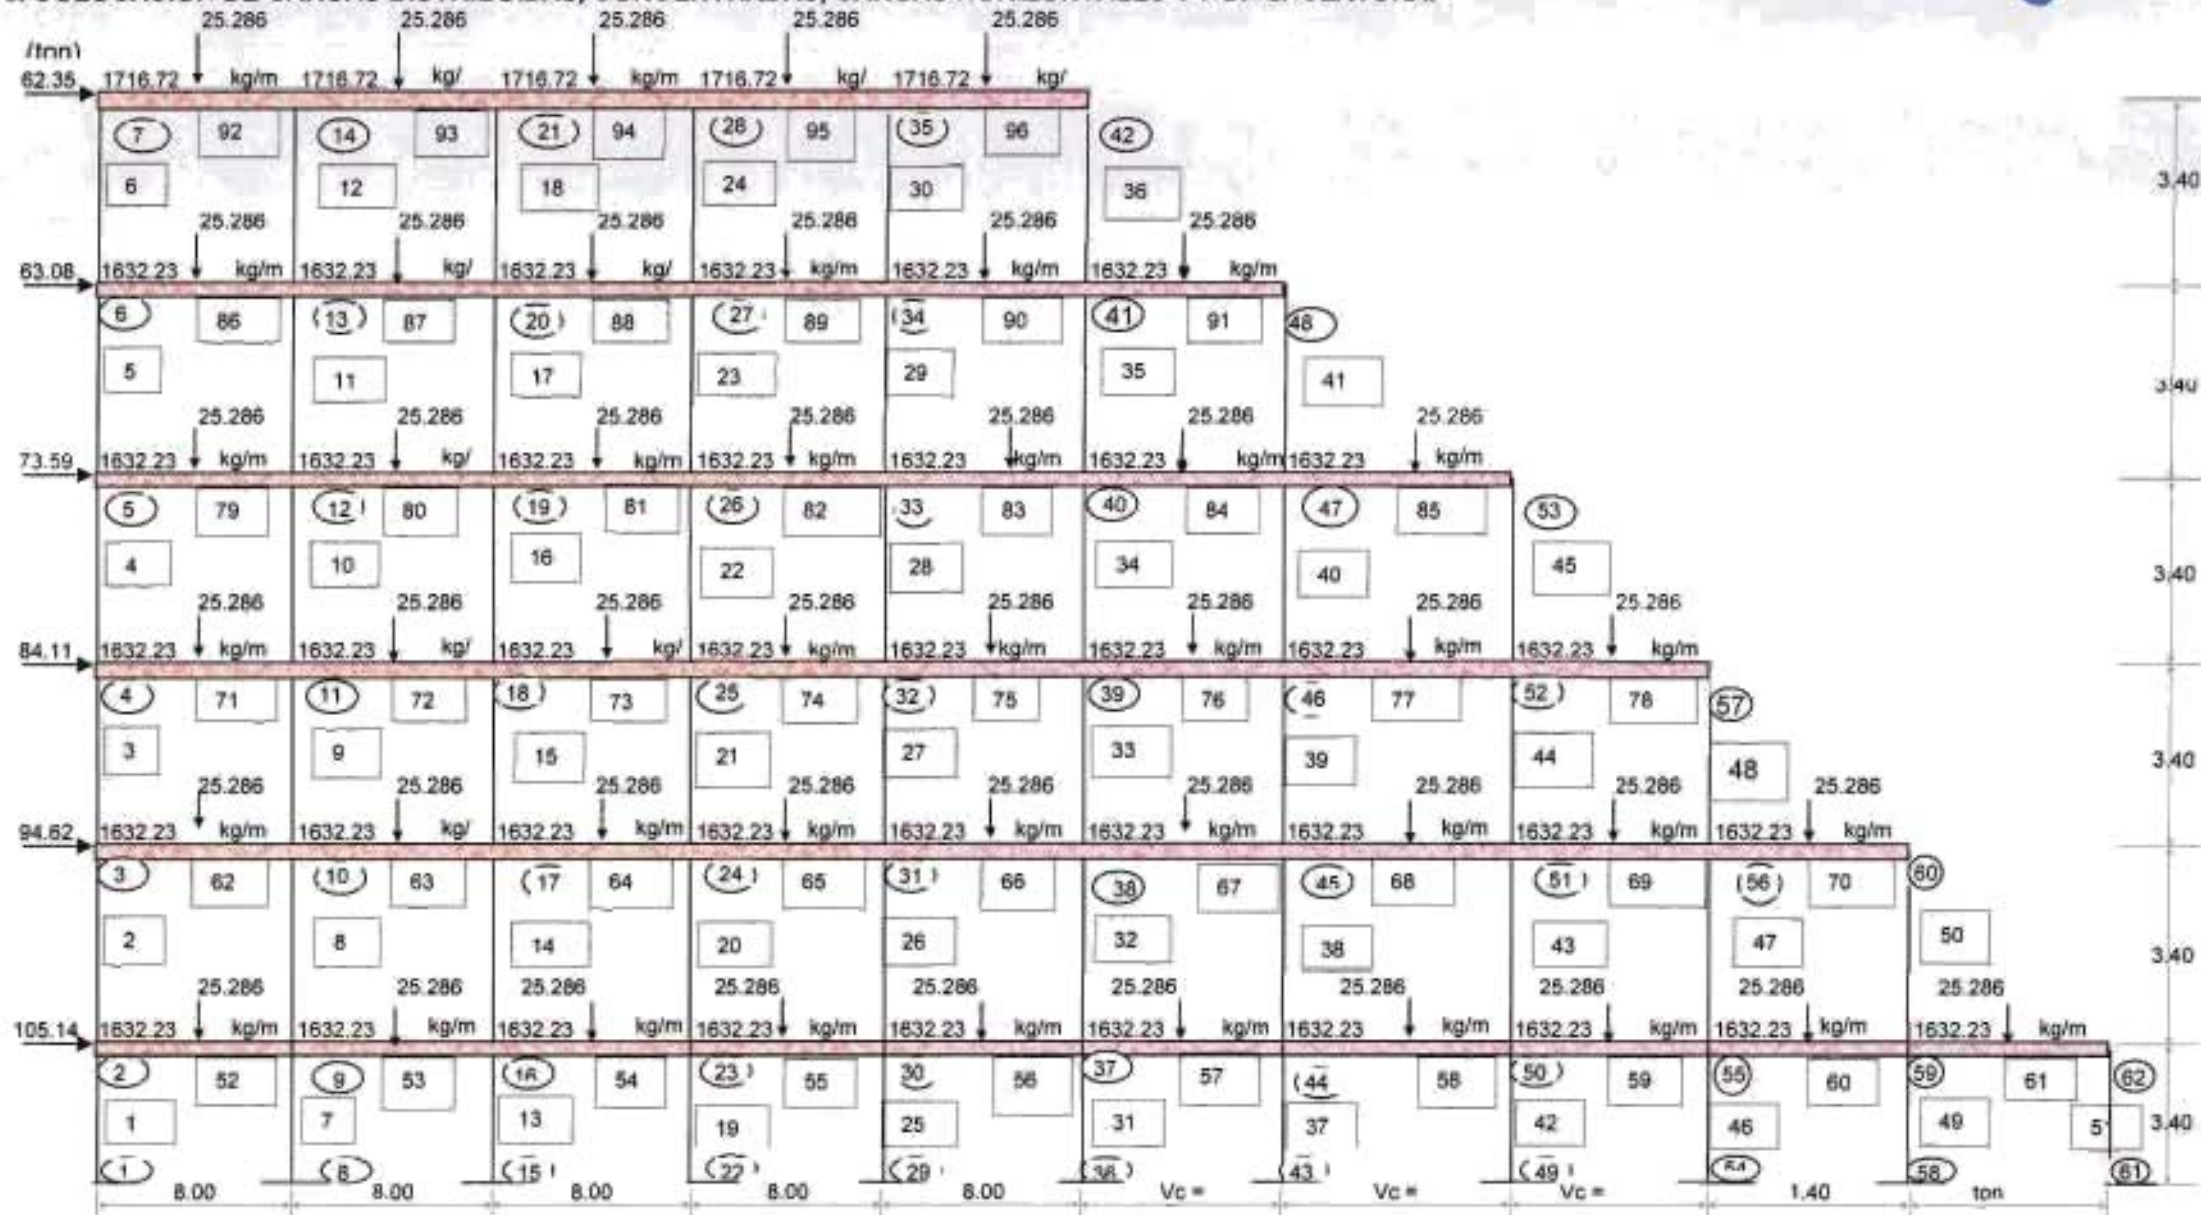 25.286 25.286 25.286 25.286 25.286
(tnn)
62.35 1716.72 kg/m 1716.72 kg/ 1716.72 kg/m 1716.72 kg/ 1716.72 kg/
7 92 14 93 21 94 28 95 35 96 42
6 12 18 24 30 36 3.40
25.286 25.286 25.286 25.286 25.286 25.286
63.08 1632.23 kg/m 1632.23 kg/ 1632.23 kg/ 1632.23 kg/m 1632.23 kg/m 1632.23 kg/m
6 86 13 87 20 88 27 89 34 90 41 91 48
5 11 17 23 29 35 41 3.40
25.286 25.286 25.286 25.286 25.286 25.286 25.286
73.59 1632.23 kg/m 1632.23 kg/ 1632.23 kg/m 1632.23 kg/m 1632.23 kg/m 1632.23 kg/m 1632.23 kg/m
5 79 12 80 19 81 26 82 33 83 40 84 47 85 53
4 10 16 22 28 34 40 45 3.40
25.286 25.286 25.286 25.286 25.286 25.286 25.286 25.286
84.11 1632.23 kg/m 1632.23 kg/ 1632.23 kg/ 1632.23 kg/m 1632.23 kg/m 1632.23 kg/m 1632.23 kg/m 1632.23 kg/m
4 71 11 72 18 73 25 74 32 75 39 76 46 77 52 78 57
3 9 15 21 27 33 39 44 48 3.40
25.286 25.286 25.286 25.286 25.286 25.286 25.286 25.286 25.286
94.62 1632.23 kg/m 1632.23 kg/ 1632.23 kg/m 1632.23 kg/m 1632.23 kg/m 1632.23 kg/m 1632.23 kg/m 1632.23 kg/m 1632.23 kg/m
3 62 10 63 17 64 24 65 31 66 38 67 45 68 51 69 56 70 60
2 8 14 20 26 32 38 43 47 50 3.40
25.286 25.286 25.286 25.286 25.286 25.286 25.286 25.286 25.286 25.286
105.14 1632.23 kg/m 1632.23 kg/m 1632.23 kg/m 1632.23 kg/m 1632.23 kg/m 1632.23 kg/m 1632.23 kg/m 1632.23 kg/m 1632.23 kg/m 1632.23 kg/m
2 52 9 53 16 54 23 55 30 56 37 57 44 58 50 59 55 60 59 61 62
1 7 13 19 25 31 37 42 46 49 5 3.40
1 8 15 22 29 36 43 49 54 58 61
8.00 8.00 8.00 8.00 8.00 Vc = Vc = Vc = 1.40 ton